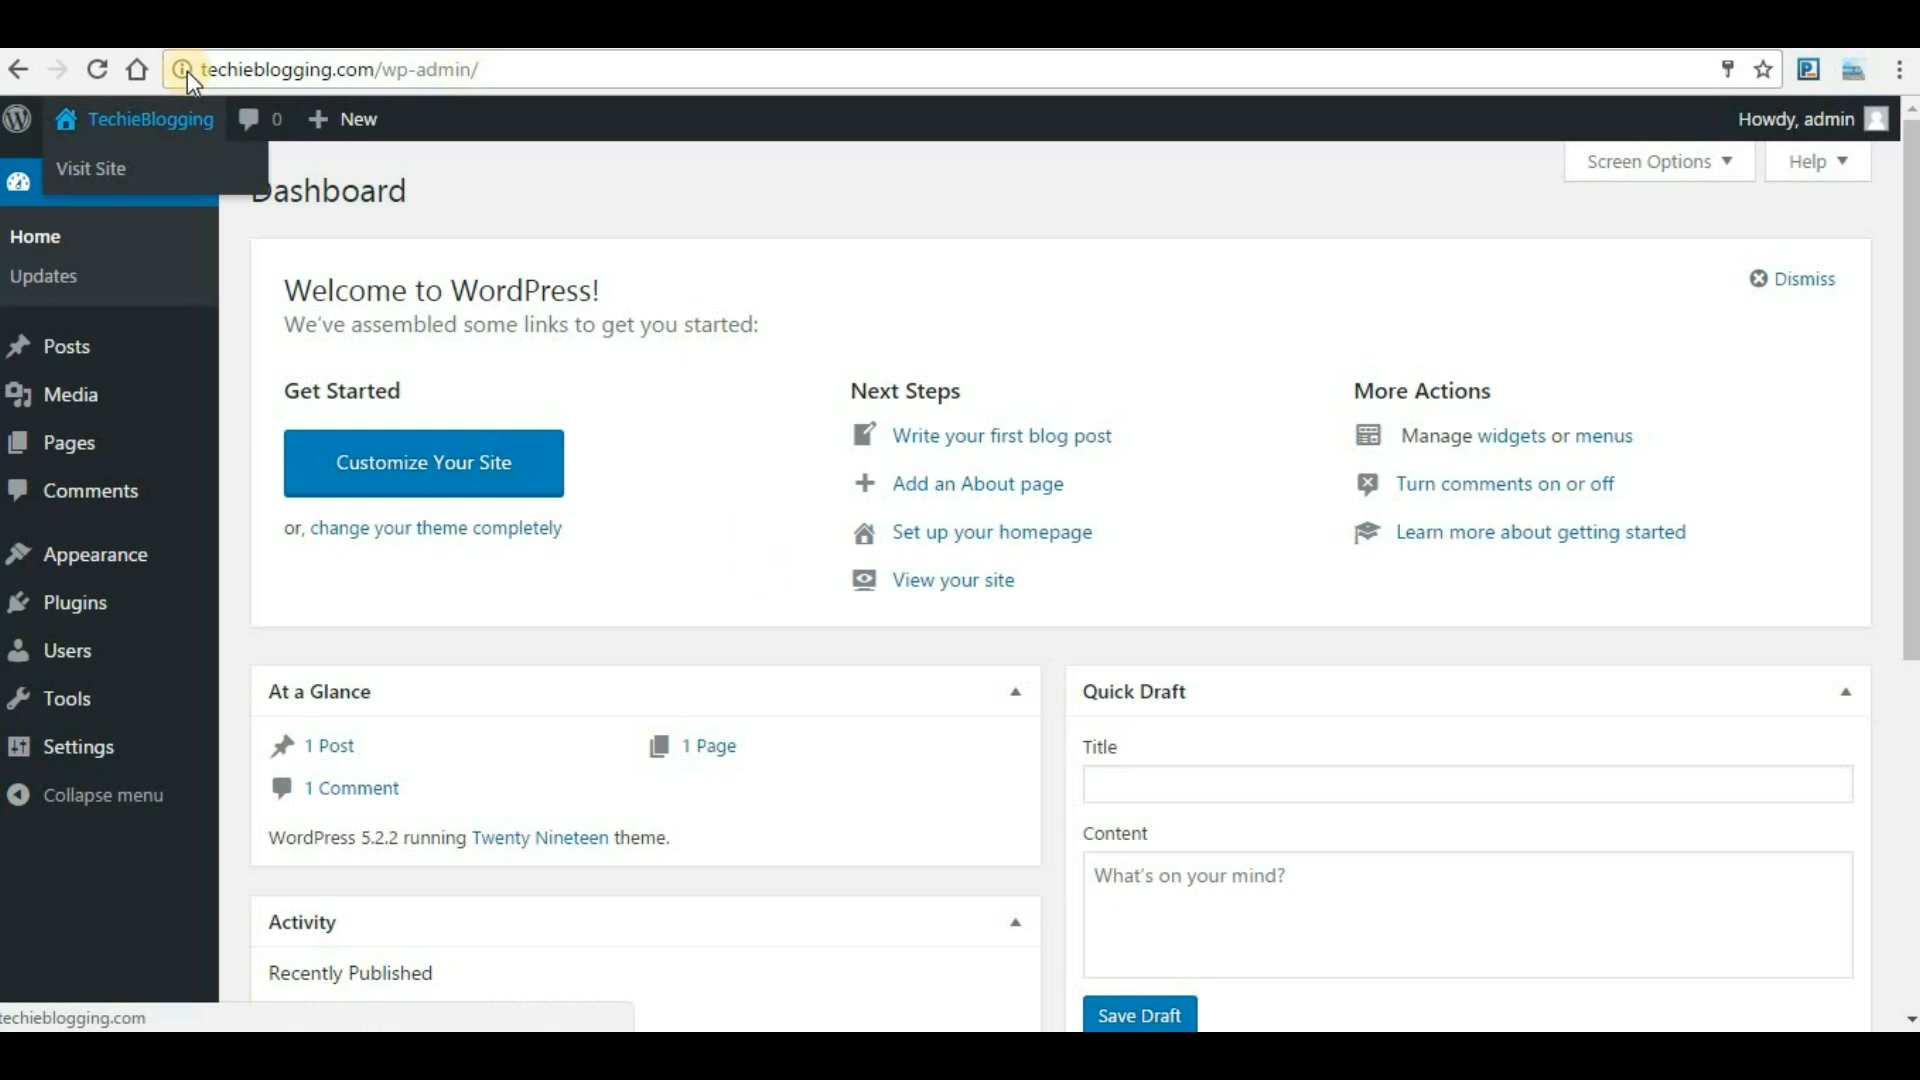 techieblogging.com/wp-admin/
TechieBlogging 0 New Howdy, admin
Visit Site
Screen Options Help
Dashboard
Home
Updates
Posts
Media
Pages
Comments
Appearance
Plugins
Users
Tools
Settings
Collapse menu
Welcome to WordPress!
Dismiss
We've assembled some links to get you started:
Get Started
Customize Your Site
or, change your theme completely
Next Steps
Write your first blog post
Add an About page
Set up your homepage
View your site
More Actions
Manage widgets or menus
Turn comments on or off
Learn more about getting started
At a Glance
1 Post
1 Page
1 Comment
WordPress 5.2.2 running Twenty Nineteen theme.
Activity
Recently Published
Quick Draft
Title
Content
What's on your mind?
Save Draft
techieblogging.com